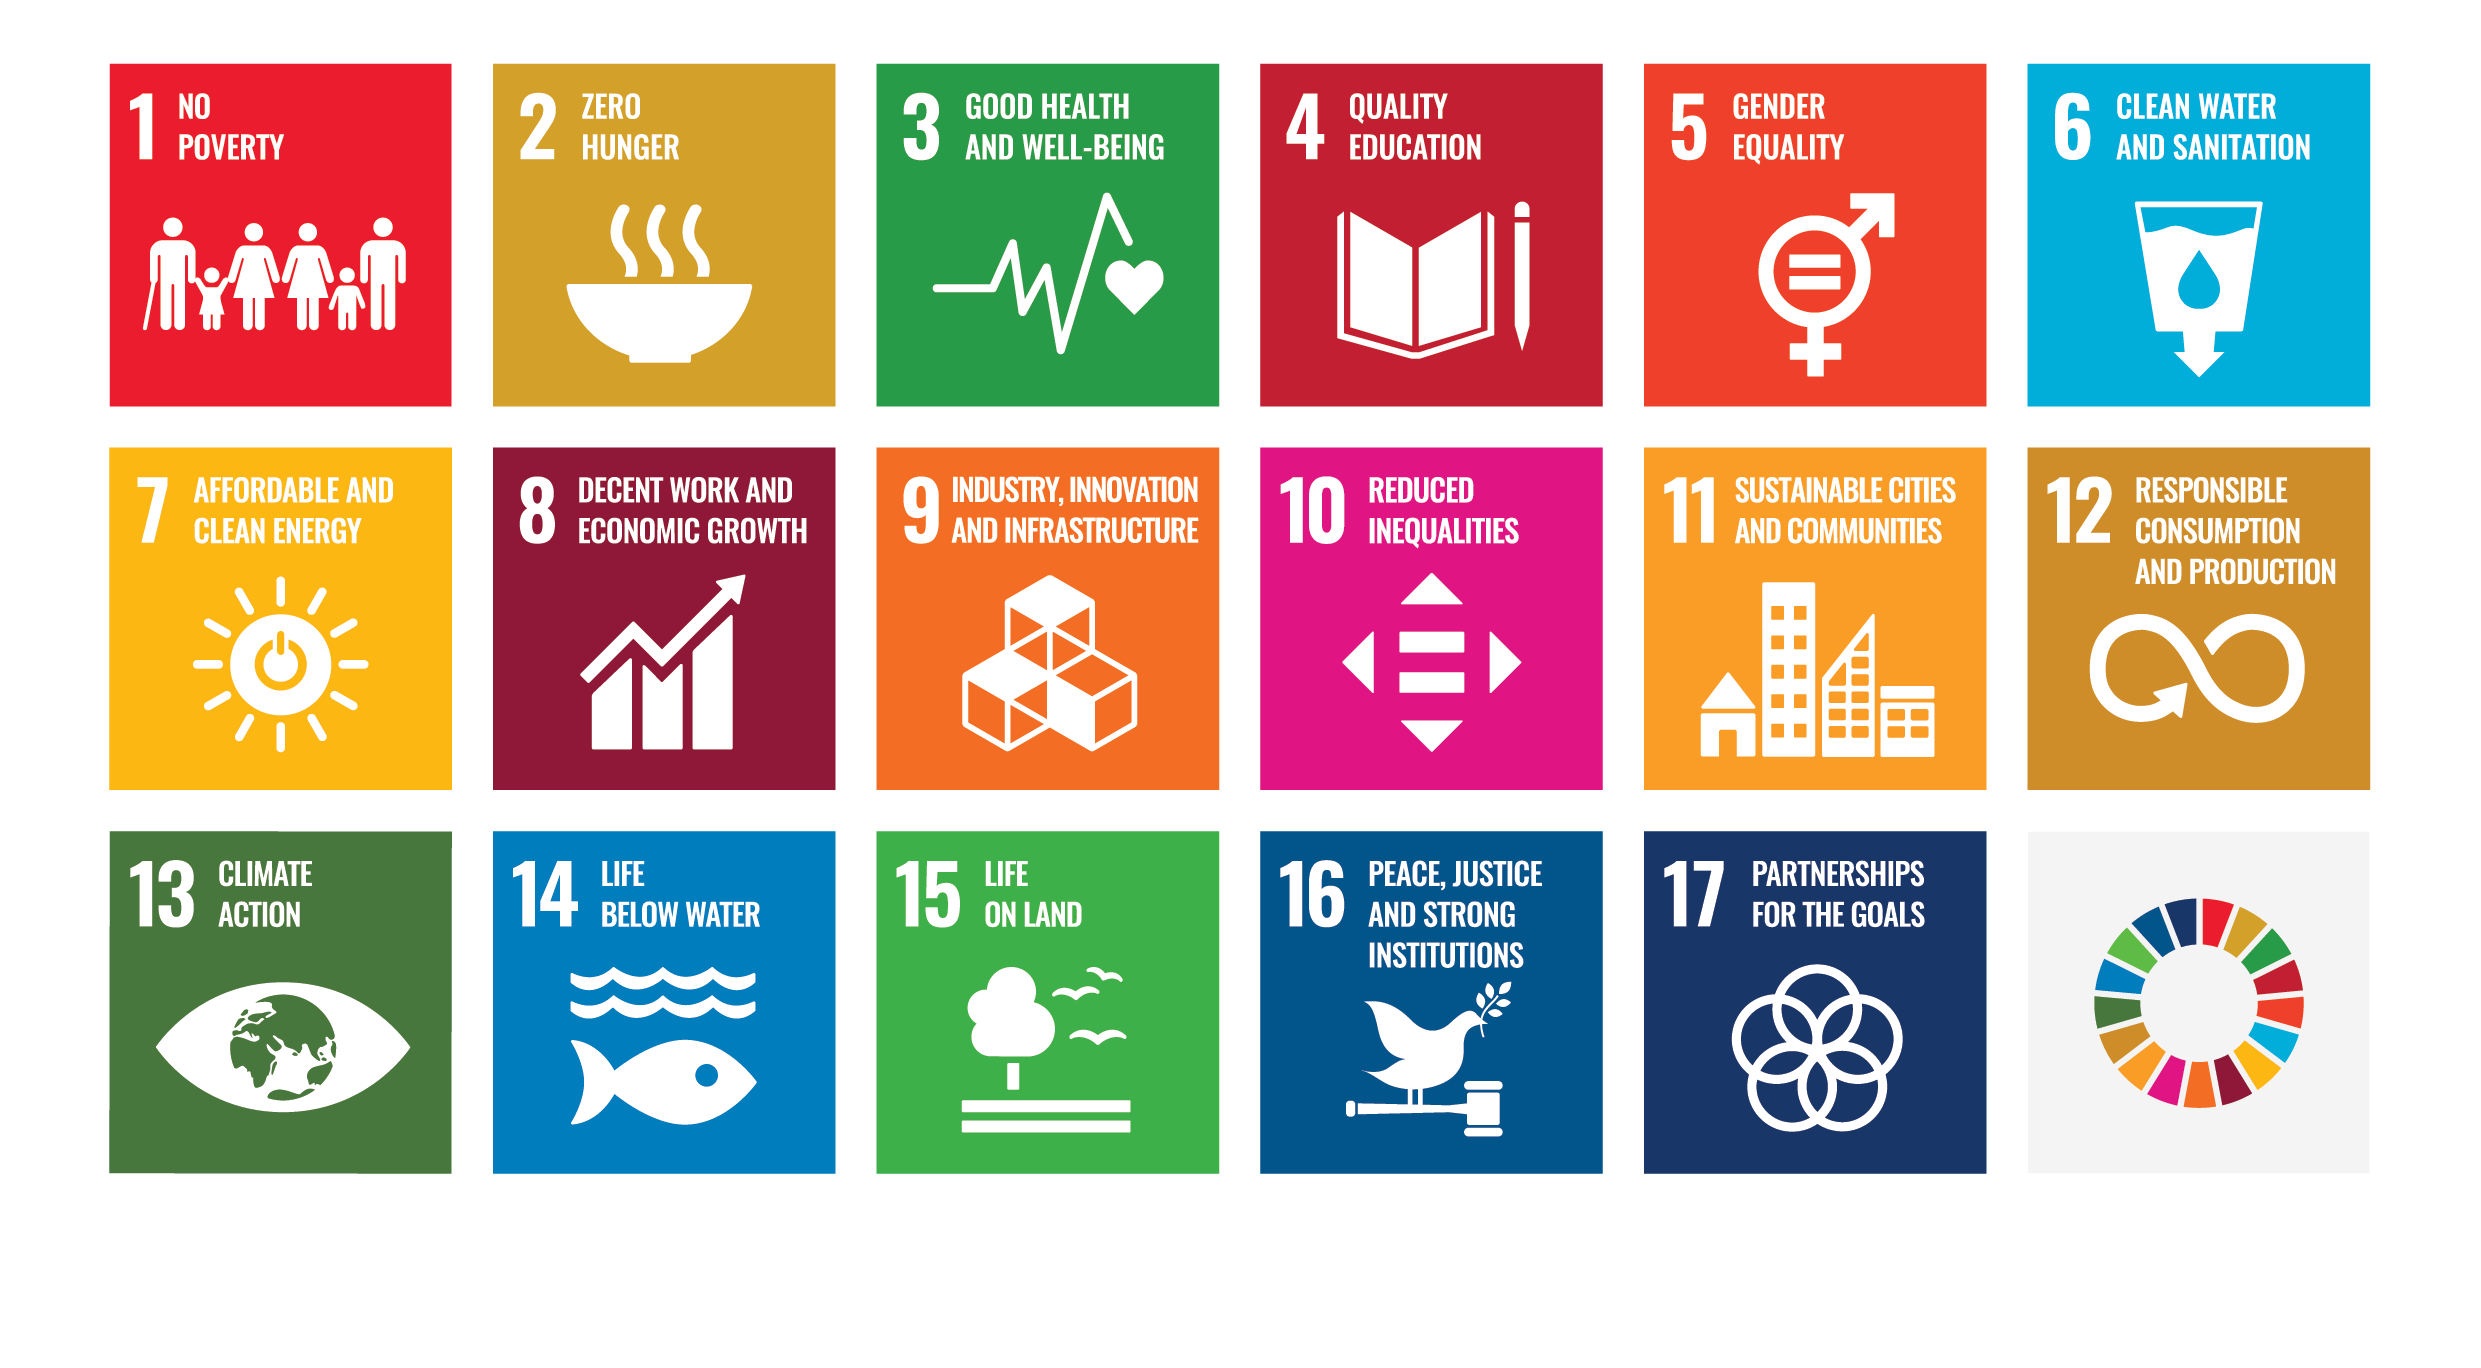 1 NO
POVERTY
2 ZERO
HUNGER
3 GOOD HEALTH
AND WELL-BEING
4 QUALITY
EDUCATION
5 GENDER
EQUALITY
6 CLEAN WATER
AND SANITATION
7 AFFORDABLE AND
CLEAN ENERGY
8 DECENT WORK AND
ECONOMIC GROWTH
9 INDUSTRY, INNOVATION
AND INFRASTRUCTURE
10 REDUCED
INEQUALITIES
11 SUSTAINABLE CITIES
AND COMMUNITIES
12 RESPONSIBLE
CONSUMPTION
AND PRODUCTION
13 CLIMATE
ACTION
14 LIFE
BELOW WATER
15 LIFE
ON LAND
16 PEACE, JUSTICE
AND STRONG
INSTITUTIONS
17 PARTNERSHIPS
FOR THE GOALS